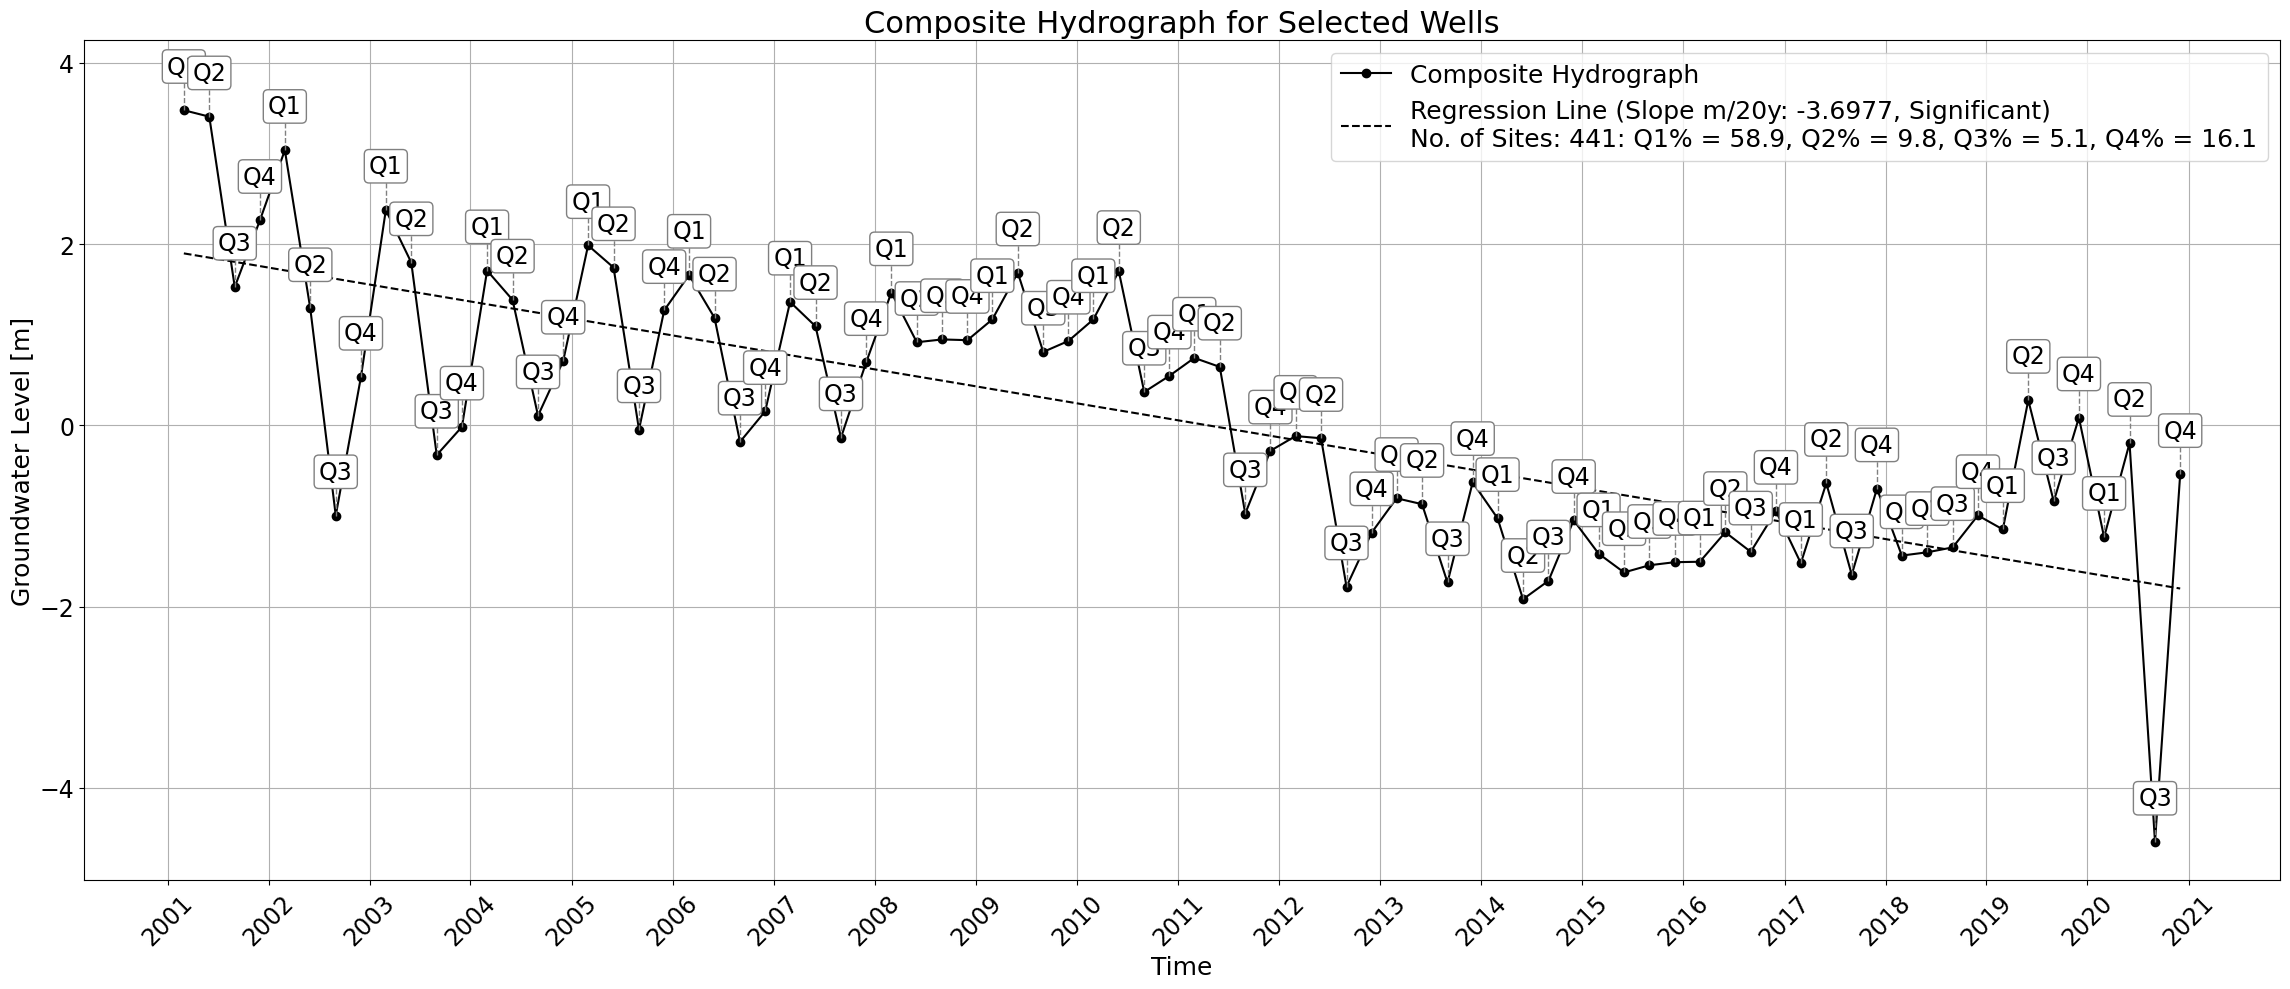 Composite Hydrograph for Selected Wells
Composite Hydrograph
Regression Line (Slope m/20y: -3.6977, Significant)
No. of Sites: 441: Q1% = 58.9, Q2% = 9.8, Q3% = 5.1, Q4% = 16.1
Groundwater Level [m]
4
2
0
−2
−4
Q2
Q3
Q4
Q1
Q2
Q3
Q4
Q1
Q2
Q3
Q4
Q1
Q2
Q3
Q4
Q1
Q2
Q3
Q4
Q1
Q2
Q3
Q4
Q1
Q2
Q3
Q4
Q1
Q4
Q1
Q2
Q4
Q1
Q2
Q3
Q4
Q1
Q2
Q3
Q4
Q2
Q3
Q4
Q2
Q3
Q4
Q1
Q2
Q3
Q4
Q1
Q1
Q2
Q3
Q4
Q1
Q2
Q3
Q4
Q3
Q4
Q1
Q2
Q3
Q4
Q1
Q2
Q3
Q4
2001 2002 2003 2004 2005 2006 2007 2008 2009 2010 2011 2012 2013 2014 2015 2016 2017 2018 2019 2020 2021
Time